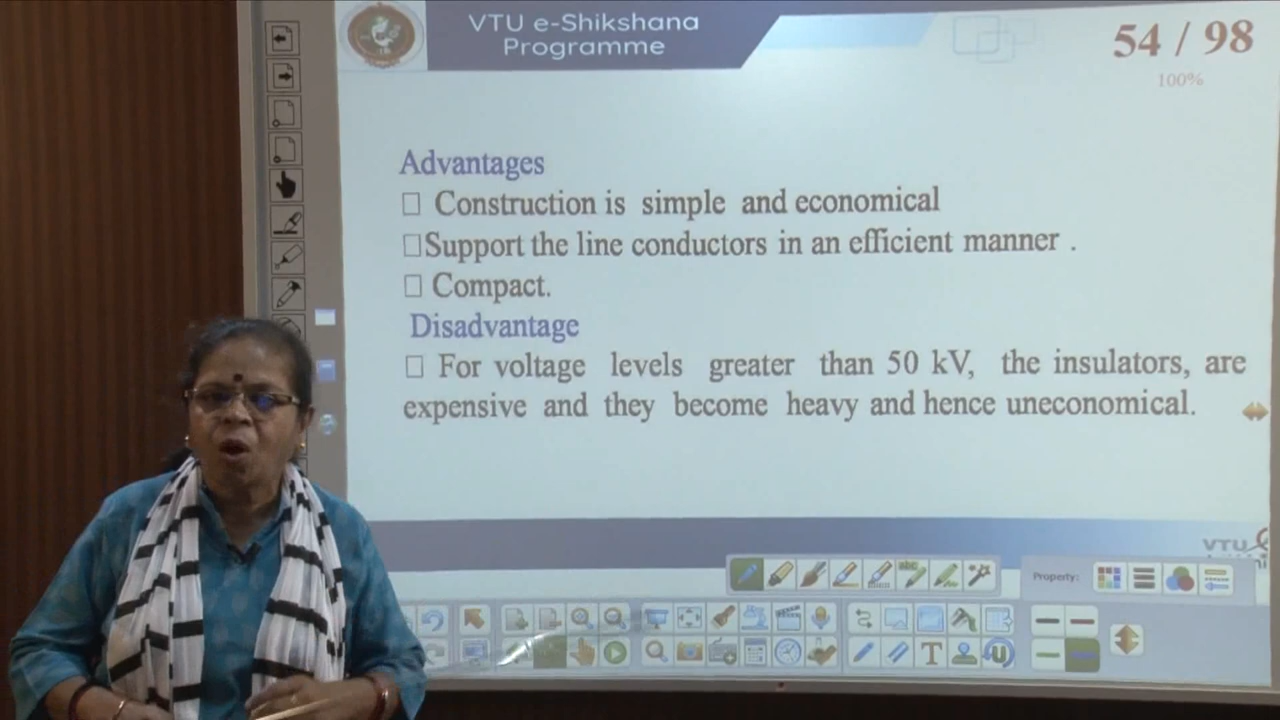 VTU e-Shikshana
Programme
54 / 98
100%
Advantages
Construction is simple and economical
Support the line conductors in an efficient manner .
Compact.
Disadvantage
For voltage levels greater than 50 kV, the insulators, are
expensive and they become heavy and hence uneconomical.
VTU
Property: